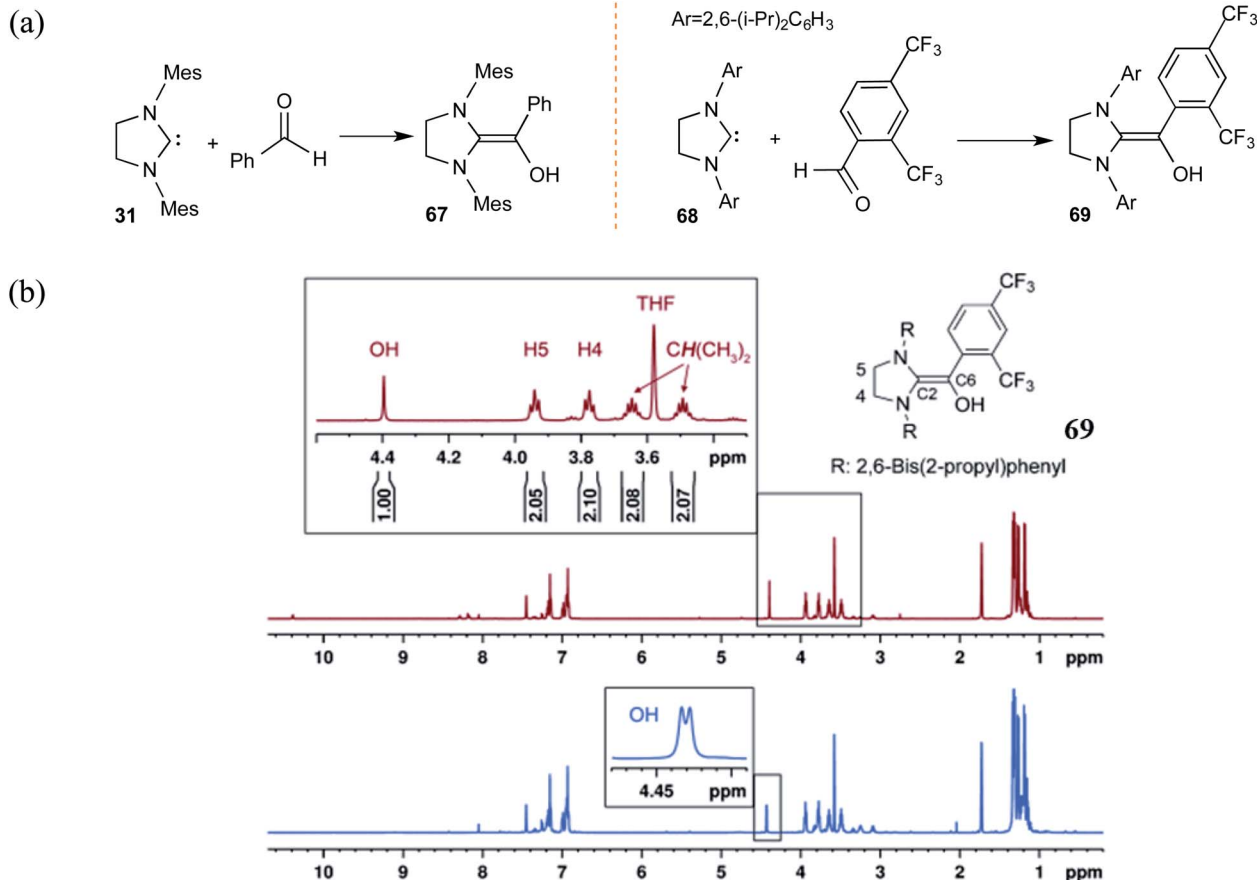 (a)
Ar=2,6-(i-Pr)₂C₆H₃
Mes
N
N
Mes
31
+
O
Ph
H
Mes
N
Ph
N
OH
Mes
67
Ar
N
N
Ar
68
+
CF₃
CF₃
H
O
CF₃
Ar
N
CF₃
N
OH
Ar
69
(b)
OH
H5
H4
THF
CH(CH₃)₂
4.4 4.2 4.0 3.8 3.6 ppm
1.00 2.05 2.10 2.08 2.07
CF₃
R
N
5
C6
CF₃
4
C2
N
OH
R
69
R: 2,6-Bis(2-propyl)phenyl
10 9 8 7 6 5 4 3 2 1 ppm
OH
4.45 ppm
10 9 8 7 6 5 4 3 2 1 ppm